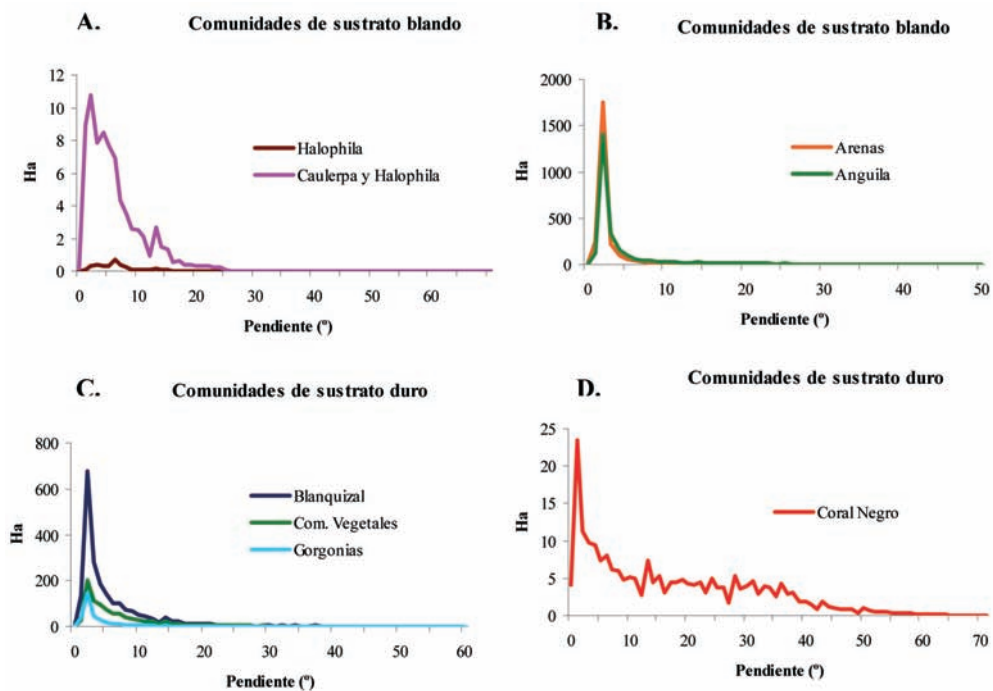 A. Comunidades de sustrato blando
12
10
8
6
4
2
0
Ha
Halophila
Caulerpa y Halophila
0 10 20 30 40 50 60
Pendiente (º)
B. Comunidades de sustrato blando
2000
1500
1000
500
0
Ha
Arenas
Anguila
0 10 20 30 40 50
Pendiente (º)
C. Comunidades de sustrato duro
800
600
400
200
0
Ha
Blanquizal
Com. Vegetales
Gorgonias
0 10 20 30 40 50 60
Pendiente (º)
D. Comunidades de sustrato duro
25
20
15
10
5
0
Ha
Coral Negro
0 10 20 30 40 50 60 70
Pendiente (º)